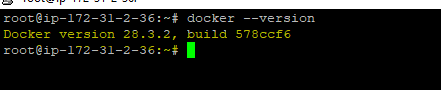 root@ip-172-31-2-36:~# docker --version
Docker version 28.3.2, build 578ccf6
root@ip-172-31-2-36:~#